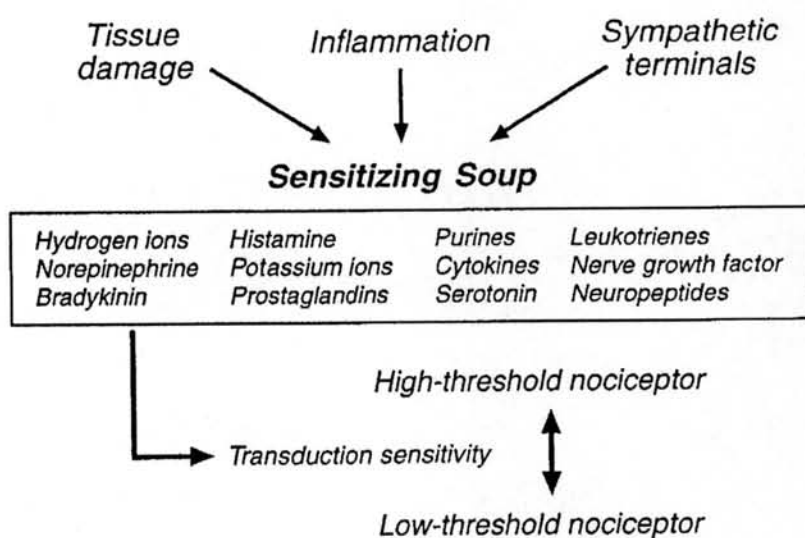 Tissue
damage
Inflammation
Sympathetic
terminals
Sensitizing Soup
Hydrogen ions Histamine Purines Leukotrienes
Norepinephrine Potassium ions Cytokines Nerve growth factor
Bradykinin Prostaglandins Serotonin Neuropeptides
High-threshold nociceptor
Transduction sensitivity
Low-threshold nociceptor